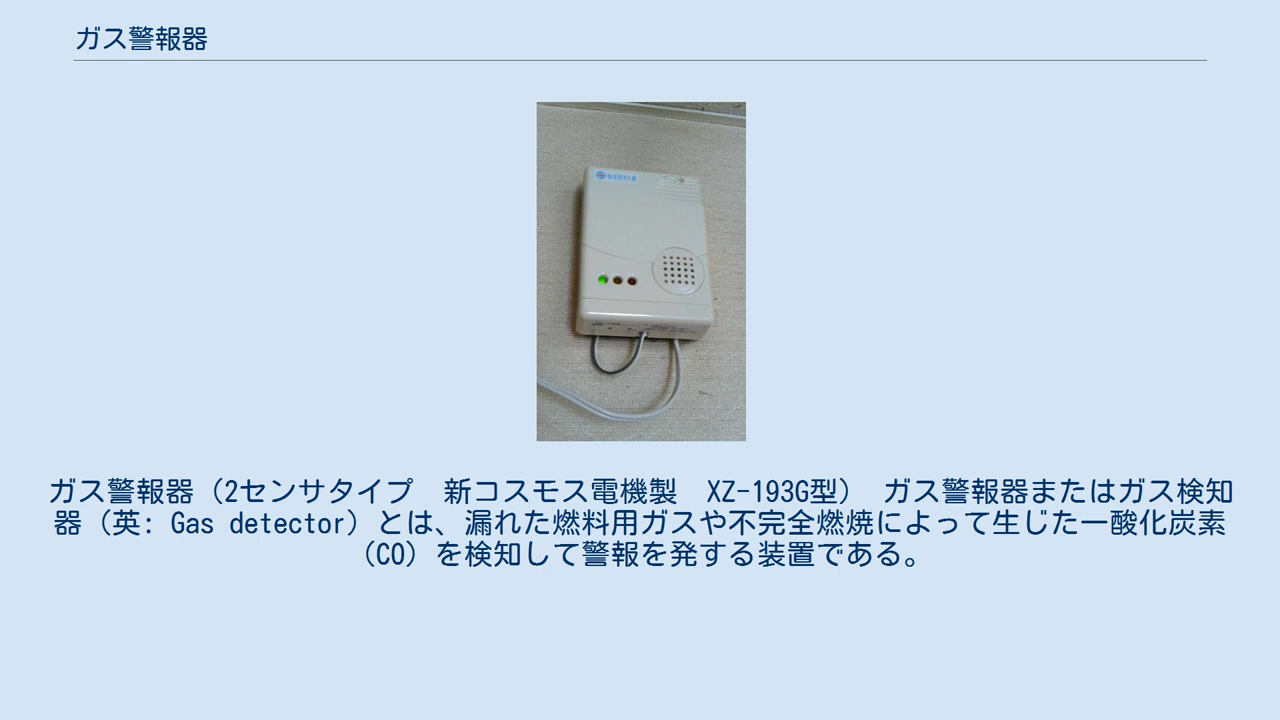 ガス警報器
ガス警報器（2センサタイプ　新コスモス電機製　XZ-193G型）　ガス警報器またはガス検知
器（英: Gas detector）とは、漏れた燃料用ガスや不完全燃焼によって生じた一酸化炭素
（CO）を検知して警報を発する装置である。